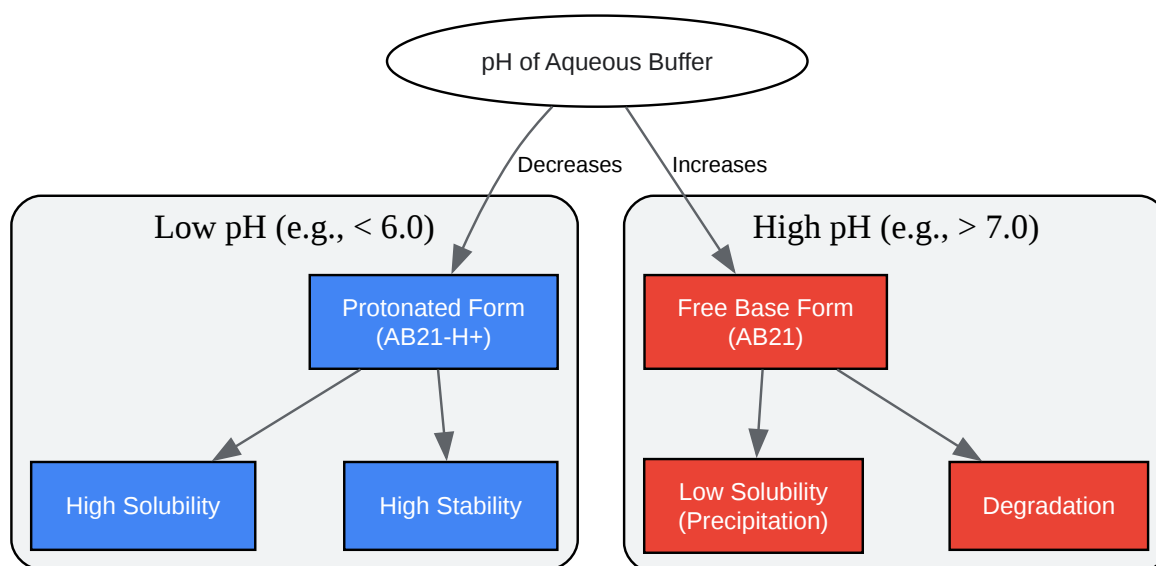 pH of Aqueous Buffer
Decreases
Increases
Low pH (e.g., < 6.0)
High pH (e.g., > 7.0)
Protonated Form
(AB21-H+)
Free Base Form
(AB21)
High Solubility
High Stability
Low Solubility
(Precipitation)
Degradation